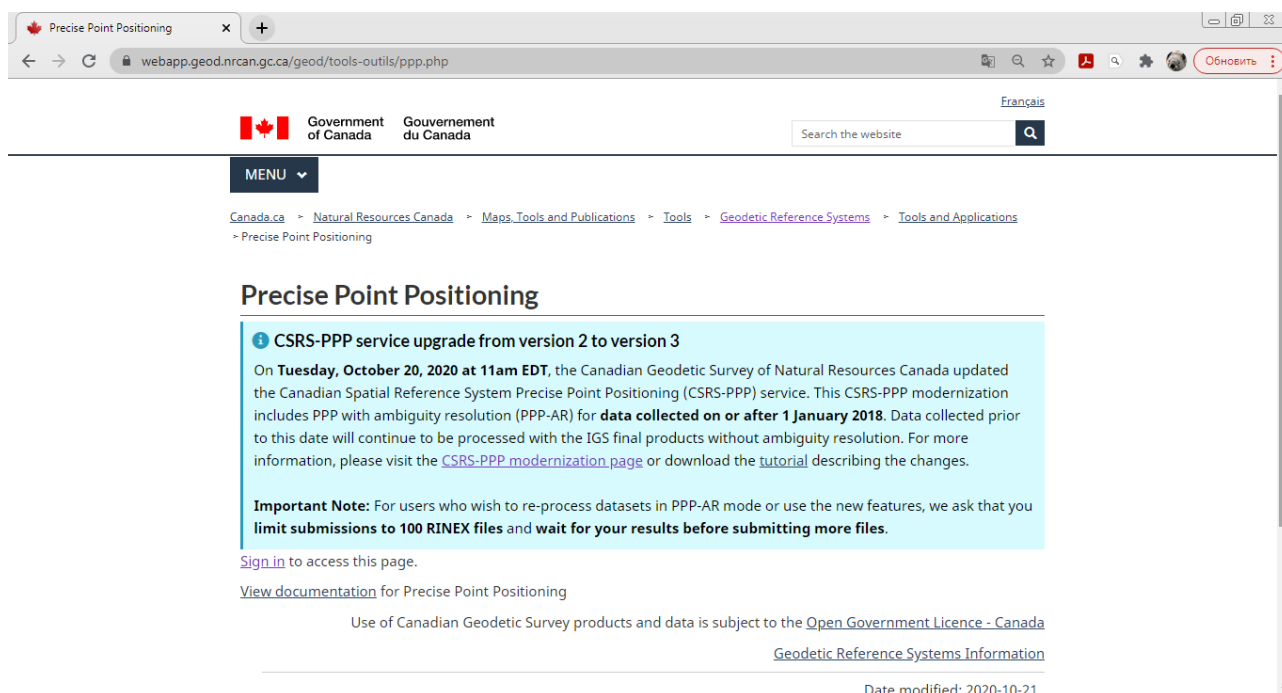 Precise Point Positioning
webapp.geod.nrcan.gc.ca/geod/tools-outils/ppp.php
Обновить
Français
Government Gouvernement
of Canada du Canada
Search the website
MENU
Canada.ca ➢ Natural Resources Canada ➢ Maps, Tools and Publications ➢ Tools ➢ Geodetic Reference Systems ➢ Tools and Applications
➢ Precise Point Positioning
Precise Point Positioning
CSRS-PPP service upgrade from version 2 to version 3
On Tuesday, October 20, 2020 at 11am EDT, the Canadian Geodetic Survey of Natural Resources Canada updated
the Canadian Spatial Reference System Precise Point Positioning (CSRS-PPP) service. This CSRS-PPP modernization
includes PPP with ambiguity resolution (PPP-AR) for data collected on or after 1 January 2018. Data collected prior
to this date will continue to be processed with the IGS final products without ambiguity resolution. For more
information, please visit the CSRS-PPP modernization page or download the tutorial describing the changes.
Important Note: For users who wish to re-process datasets in PPP-AR mode or use the new features, we ask that you
limit submissions to 100 RINEX files and wait for your results before submitting more files.
Sign in to access this page.
View documentation for Precise Point Positioning
Use of Canadian Geodetic Survey products and data is subject to the Open Government Licence - Canada
Geodetic Reference Systems Information
Date modified: 2020-10-21